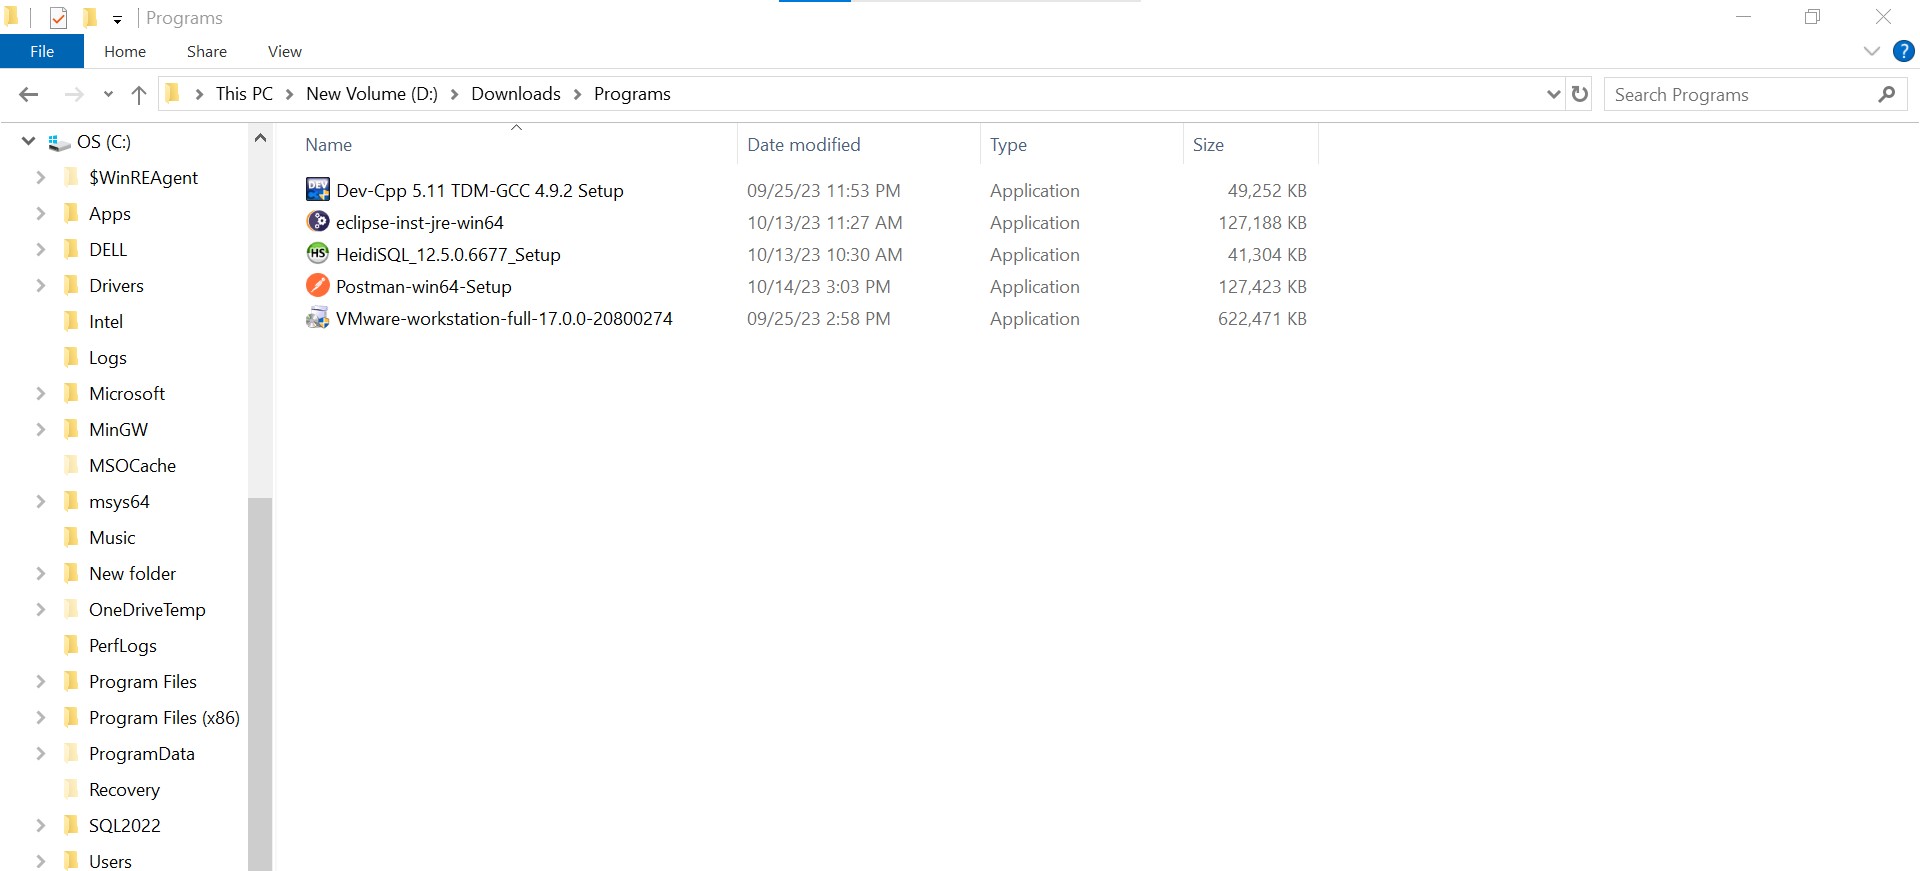 Programs
File Home Share View
This PC New Volume (D:) Downloads Programs Search Programs
OS (C:)
$WinREAgent
Apps
DELL
Drivers
Intel
Logs
Microsoft
MinGW
MSOCache
msys64
Music
New folder
OneDriveTemp
PerfLogs
Program Files
Program Files (x86)
ProgramData
Recovery
SQL2022
Users
Name Date modified Type Size
Dev-Cpp 5.11 TDM-GCC 4.9.2 Setup 09/25/23 11:53 PM Application 49,252 KB
eclipse-inst-jre-win64 10/13/23 11:27 AM Application 127,188 KB
HeidiSQL_12.5.0.6677_Setup 10/13/23 10:30 AM Application 41,304 KB
Postman-win64-Setup 10/14/23 3:03 PM Application 127,423 KB
VMware-workstation-full-17.0.0-20800274 09/25/23 2:58 PM Application 622,471 KB